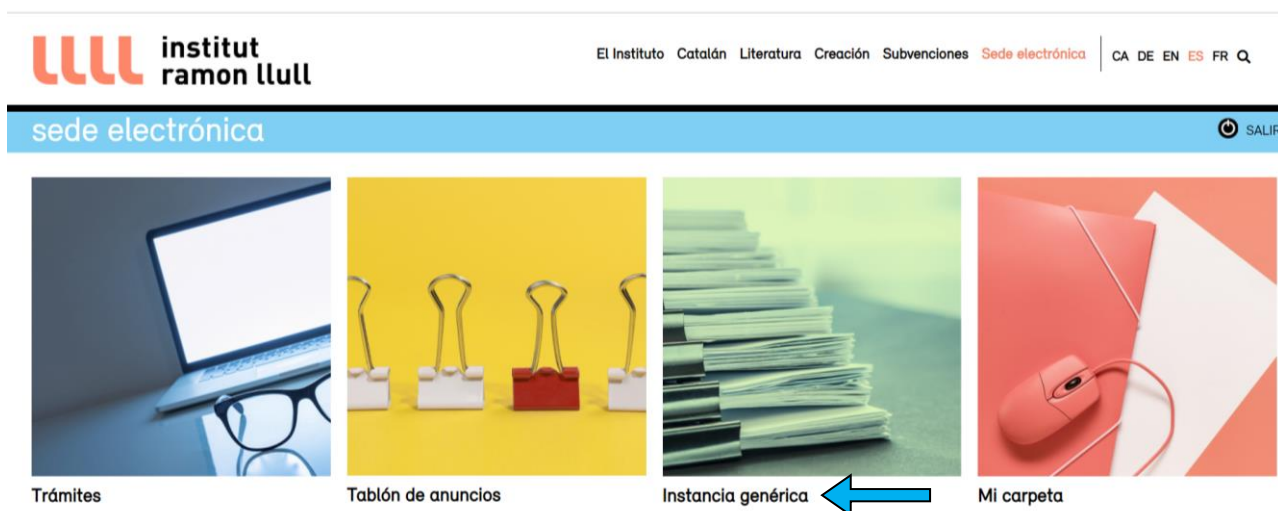 institut
ramon llull
El Instituto Catalán Literatura Creación Subvenciones Sede electrónica CA DE EN ES FR
sede electrónica
SALIR
Trámites Tablón de anuncios Instancia genérica Mi carpeta